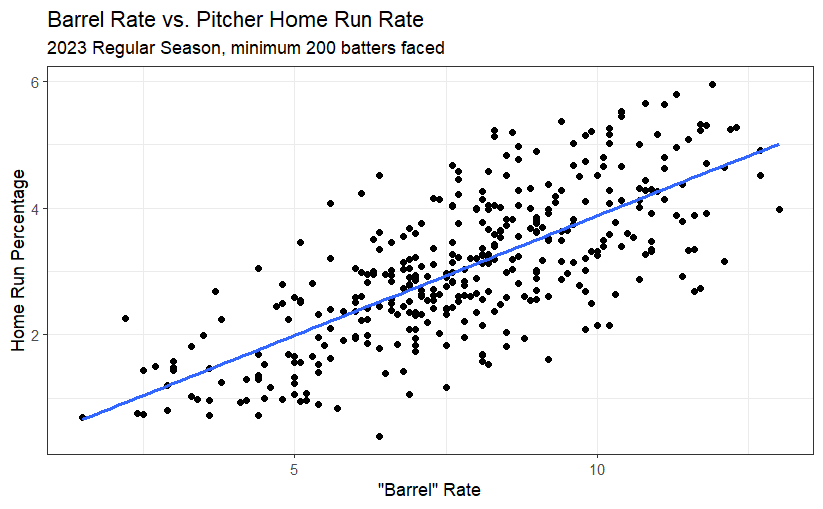 Barrel Rate vs. Pitcher Home Run Rate
2023 Regular Season, minimum 200 batters faced
Home Run Percentage
6
4
2
5 10
"Barrel" Rate